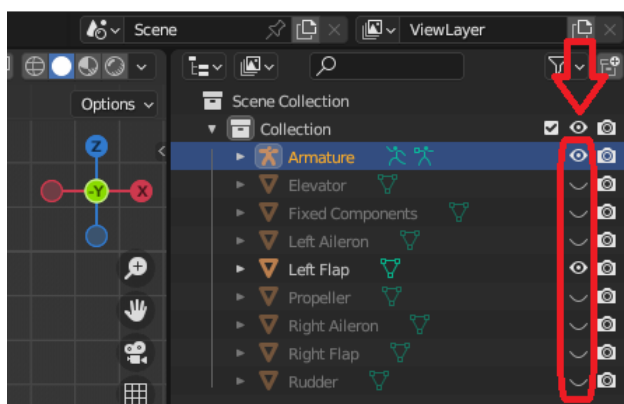 Scene
ViewLayer
Options
Scene Collection
Collection
Armature
Elevator
Fixed Components
Left Aileron
Left Flap
Propeller
Right Aileron
Right Flap
Rudder
Z
-Y
X